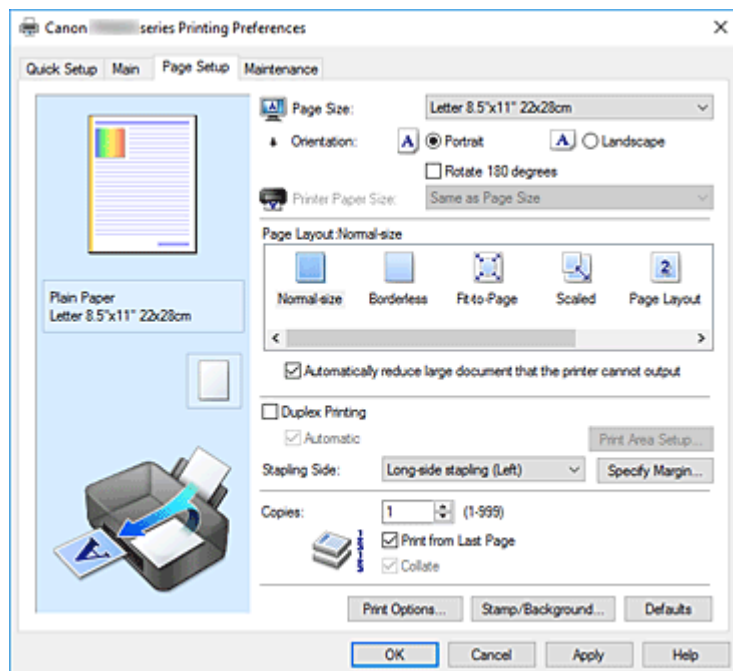 Canon series Printing Preferences
Quick Setup Main Page Setup Maintenance
Page Size: Letter 8.5"x11" 22x28cm
Orientation: A Portrait A Landscape
Rotate 180 degrees
Printer Paper Size: Same as Page Size
Page Layout:Normal-size
2
Normal-size Borderless Fit-to-Page Scaled Page Layout
Plain Paper
Letter 8.5"x11" 22x28cm
Automatically reduce large document that the printer cannot output
Duplex Printing
Automatic Print Area Setup...
Stapling Side: Long-side stapling (Left) Specify Margin...
Copies: 1 (1-999)
Print from Last Page
Collate
A
Print Options... Stamp/Background... Defaults
OK Cancel Apply Help